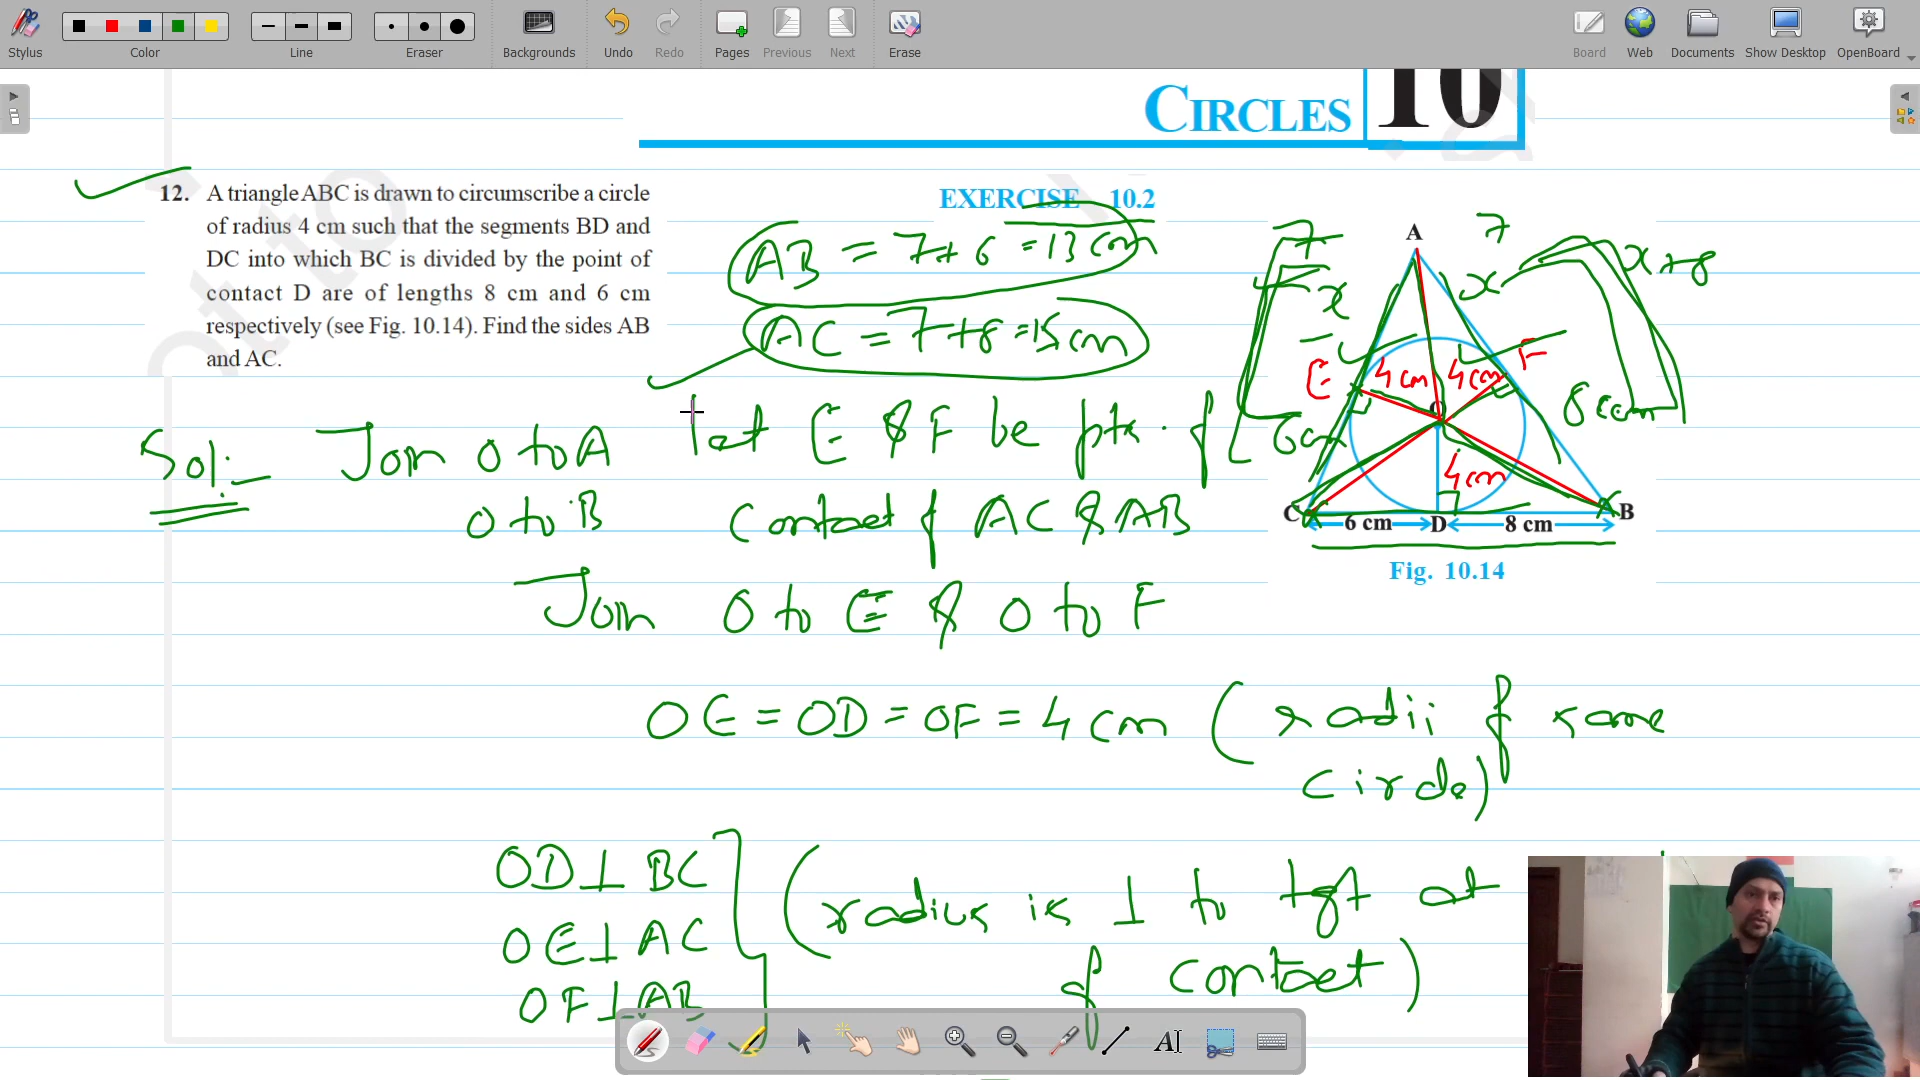 Stylus
Color
Line
Eraser
Backgrounds
Undo
Redo
Pages
Previous
Next
Erase
Board
Web
Documents
Show Desktop
OpenBoard
CIRCLES 10
12. A triangle ABC is drawn to circumscribe a circle
of radius 4 cm such that the segments BD and
DC into which BC is divided by the point of
contact D are of lengths 8 cm and 6 cm
respectively (see Fig. 10.14). Find the sides AB
and AC.
EXERCISE 10.2
AB = 7+6 = 13 cm
AC = 7+8 = 15 cm
7
x
6 cm
A
7
x
x+8
8 cm
E
4 cm
4 cm
F
O
4 cm
C
6 cm
D
8 cm
B
Fig. 10.14
Sol:-
Join O to A
O to B
Let E & F be pts. of
contact of AC & AB
Join O to E & O to F
OE = OD = OF = 4 cm (radii of same
circle)
OD ⊥ BC
OE ⊥ AC
OF ⊥ AB
(radius is ⊥ to tgt at
of contact)